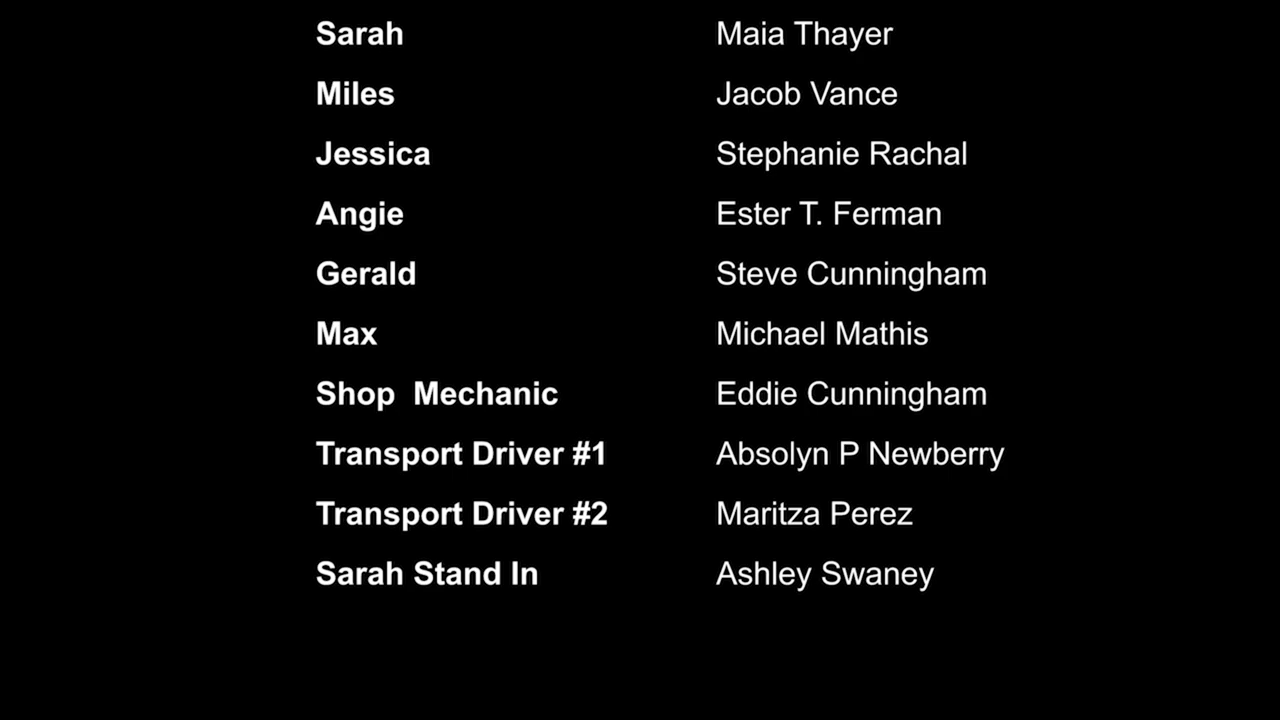 Sarah Maia Thayer
Miles Jacob Vance
Jessica Stephanie Rachal
Angie Ester T. Ferman
Gerald Steve Cunningham
Max Michael Mathis
Shop  Mechanic Eddie Cunningham
Transport Driver #1 Absolyn P Newberry
Transport Driver #2 Maritza Perez
Sarah Stand In Ashley Swaney